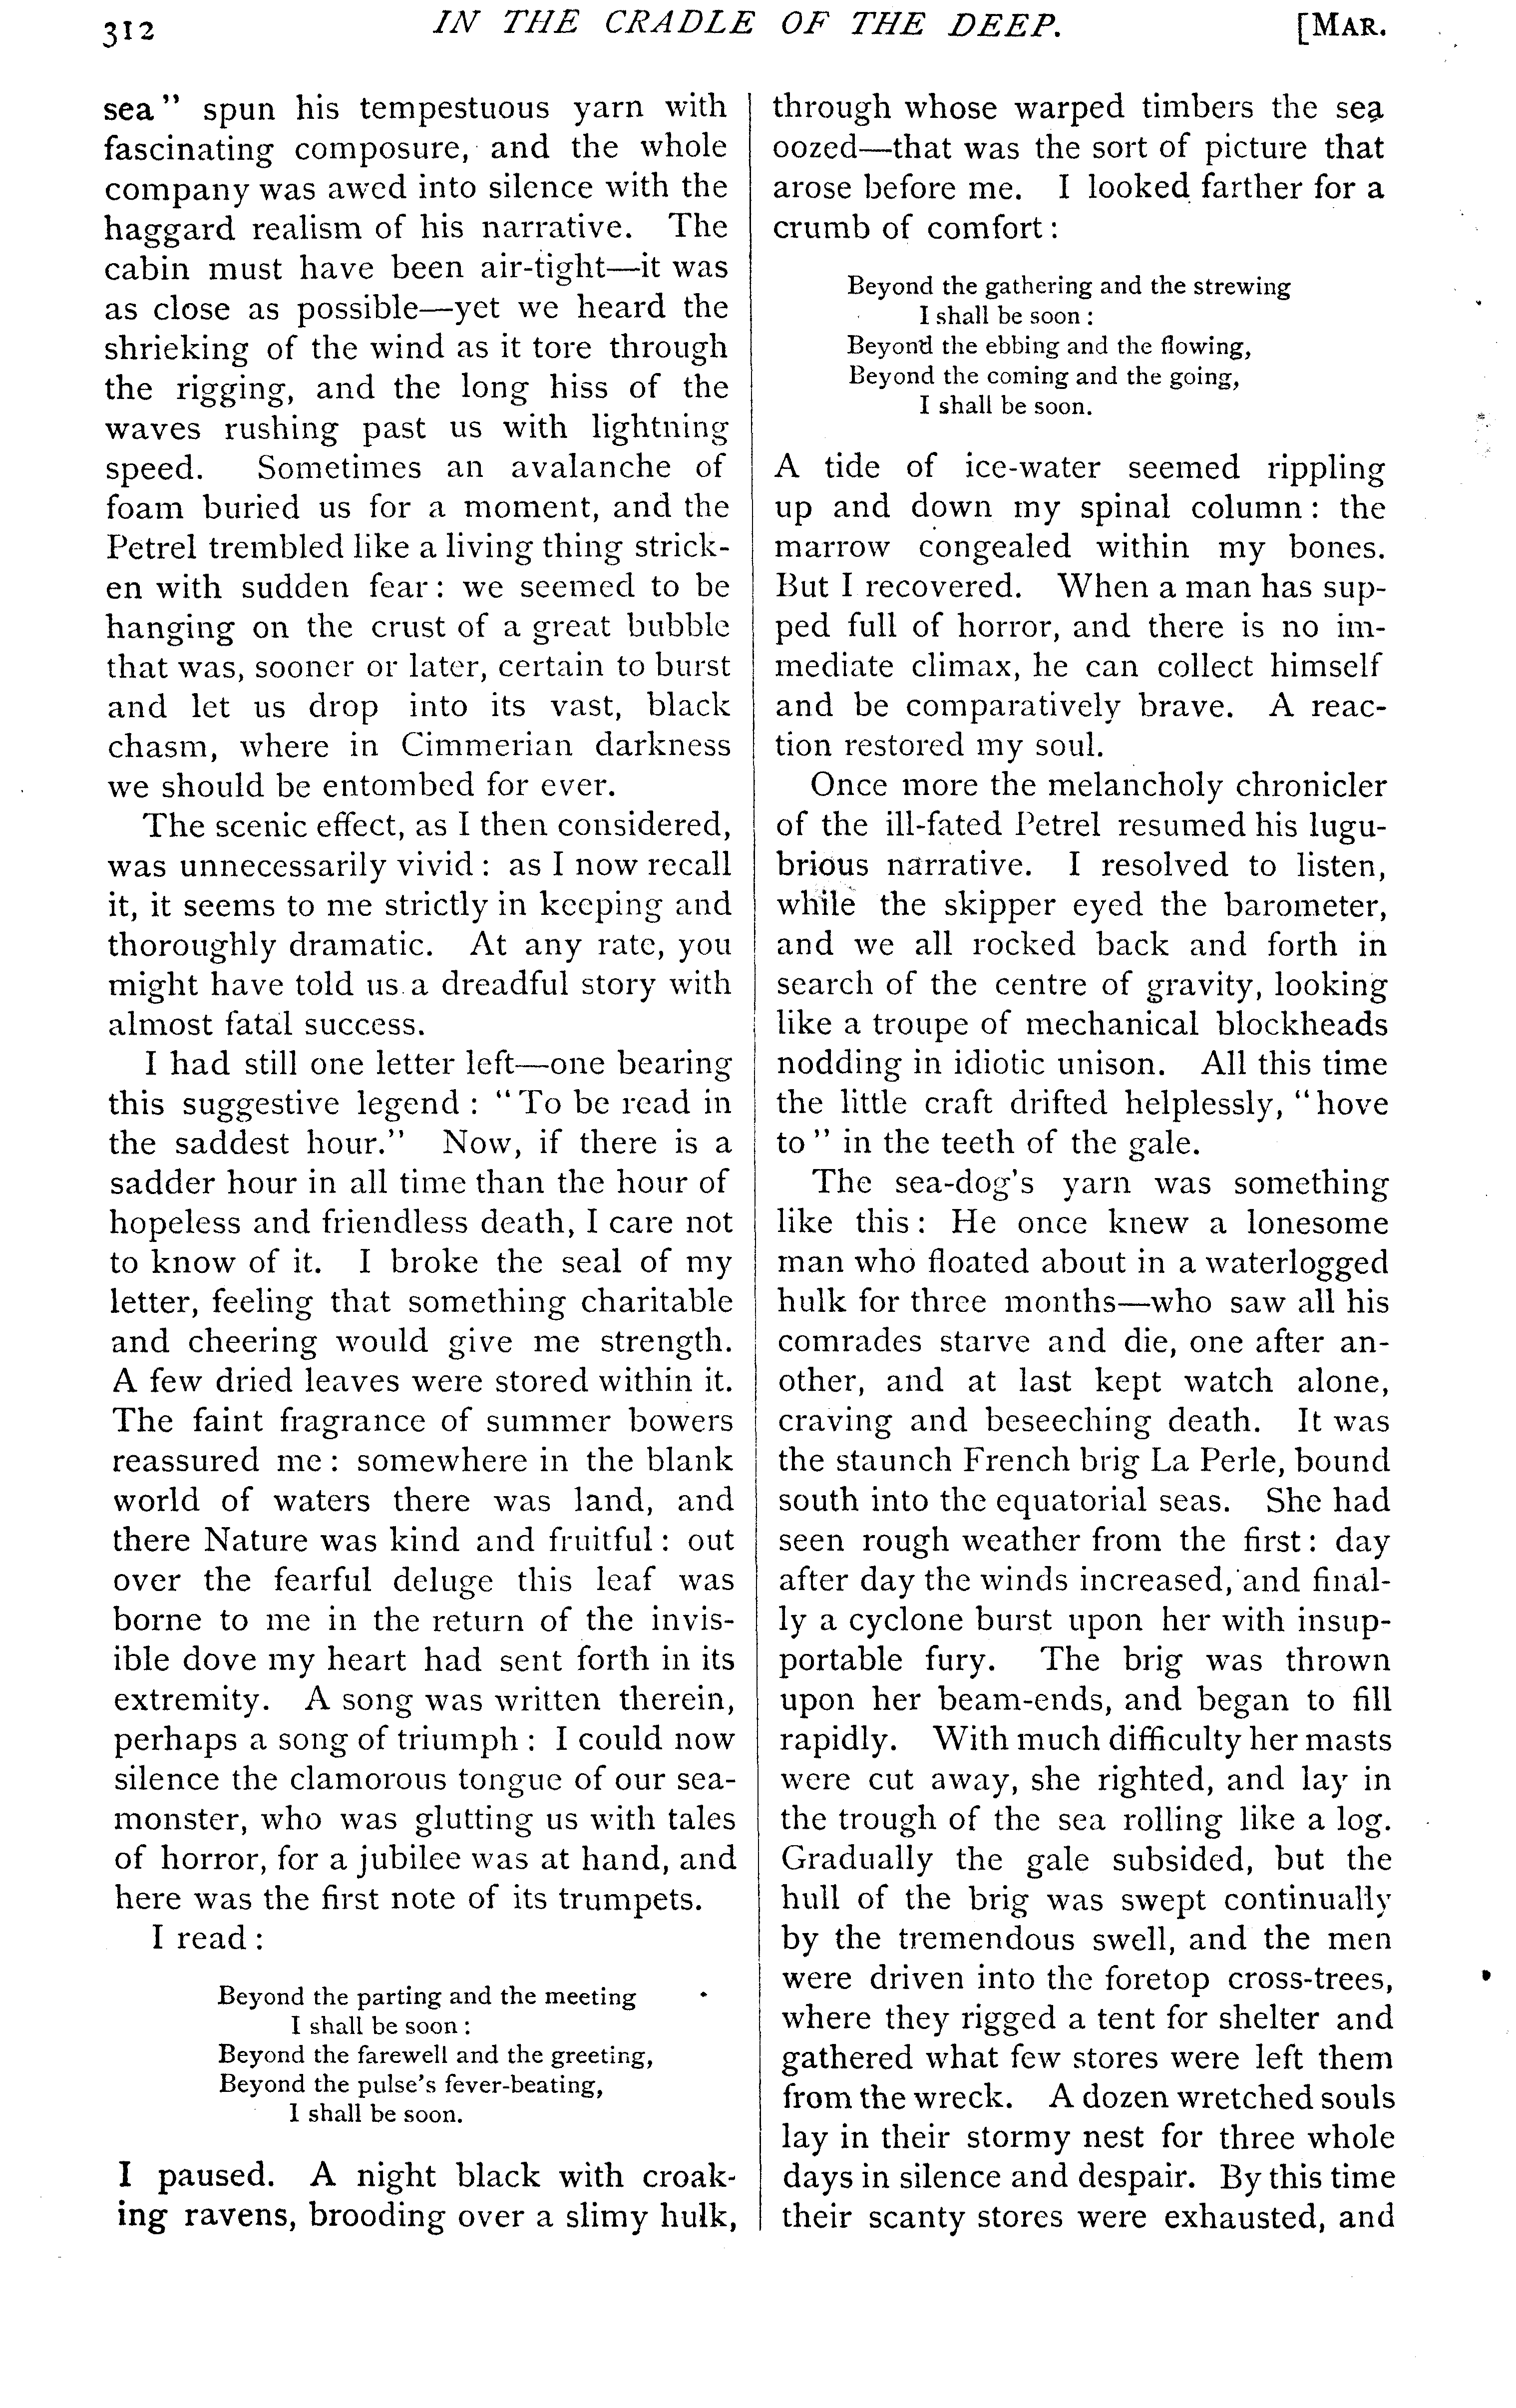 312 IN THE CRADLE OF THE DEEP. [MAR.
sea" spun his tempestuous yarn with
fascinating composure, and the whole
company was awed into silence with the
haggard realism of his narrative. The
cabin must have been air-tight—it was
as close as possible—yet we heard the
shrieking of the wind as it tore through
the rigging, and the long hiss of the
waves rushing past us with lightning
speed. Sometimes an avalanche of
foam buried us for a moment, and the
Petrel trembled like a living thing strick-
en with sudden fear: we seemed to be
hanging on the crust of a great bubble
that was, sooner or later, certain to burst
and let us drop into its vast, black
chasm, where in Cimmerian darkness
we should be entombed for ever.
The scenic effect, as I then considered,
was unnecessarily vivid: as I now recall
it, it seems to me strictly in keeping and
thoroughly dramatic. At any rate, you
might have told us a dreadful story with
almost fatal success.
I had still one letter left—one bearing
this suggestive legend: "To be read in
the saddest hour." Now, if there is a
sadder hour in all time than the hour of
hopeless and friendless death, I care not
to know of it. I broke the seal of my
letter, feeling that something charitable
and cheering would give me strength.
A few dried leaves were stored within it.
The faint fragrance of summer bowers
reassured me: somewhere in the blank
world of waters there was land, and
there Nature was kind and fruitful: out
over the fearful deluge this leaf was
borne to me in the return of the invis-
ible dove my heart had sent forth in its
extremity. A song was written therein,
perhaps a song of triumph: I could now
silence the clamorous tongue of our sea-
monster, who was glutting us with tales
of horror, for a jubilee was at hand, and
here was the first note of its trumpets.
I read:
Beyond the parting and the meeting
I shall be soon:
Beyond the farewell and the greeting,
Beyond the pulse's fever-beating,
I shall be soon.
I paused. A night black with croak-
ing ravens, brooding over a slimy hulk,
through whose warped timbers the sea
oozed—that was the sort of picture that
arose before me. I looked farther for a
crumb of comfort:
Beyond the gathering and the strewing
I shall be soon:
Beyond the ebbing and the flowing,
Beyond the coming and the going,
I shall be soon.
A tide of ice-water seemed rippling
up and down my spinal column: the
marrow congealed within my bones.
But I recovered. When a man has sup-
ped full of horror, and there is no im-
mediate climax, he can collect himself
and be comparatively brave. A reac-
tion restored my soul.
Once more the melancholy chronicler
of the ill-fated Petrel resumed his lugu-
brious narrative. I resolved to listen,
while the skipper eyed the barometer,
and we all rocked back and forth in
search of the centre of gravity, looking
like a troupe of mechanical blockheads
nodding in idiotic unison. All this time
the little craft drifted helplessly, "hove
to" in the teeth of the gale.
The sea-dog's yarn was something
like this: He once knew a lonesome
man who floated about in a waterlogged
hulk for three months—who saw all his
comrades starve and die, one after an-
other, and at last kept watch alone,
craving and beseeching death. It was
the staunch French brig La Perle, bound
south into the equatorial seas. She had
seen rough weather from the first: day
after day the winds increased, and final-
ly a cyclone burst upon her with insup-
portable fury. The brig was thrown
upon her beam-ends, and began to fill
rapidly. With much difficulty her masts
were cut away, she righted, and lay in
the trough of the sea rolling like a log.
Gradually the gale subsided, but the
hull of the brig was swept continually
by the tremendous swell, and the men
were driven into the foretop cross-trees,
where they rigged a tent for shelter and
gathered what few stores were left them
from the wreck. A dozen wretched souls
lay in their stormy nest for three whole
days in silence and despair. By this time
their scanty stores were exhausted, and